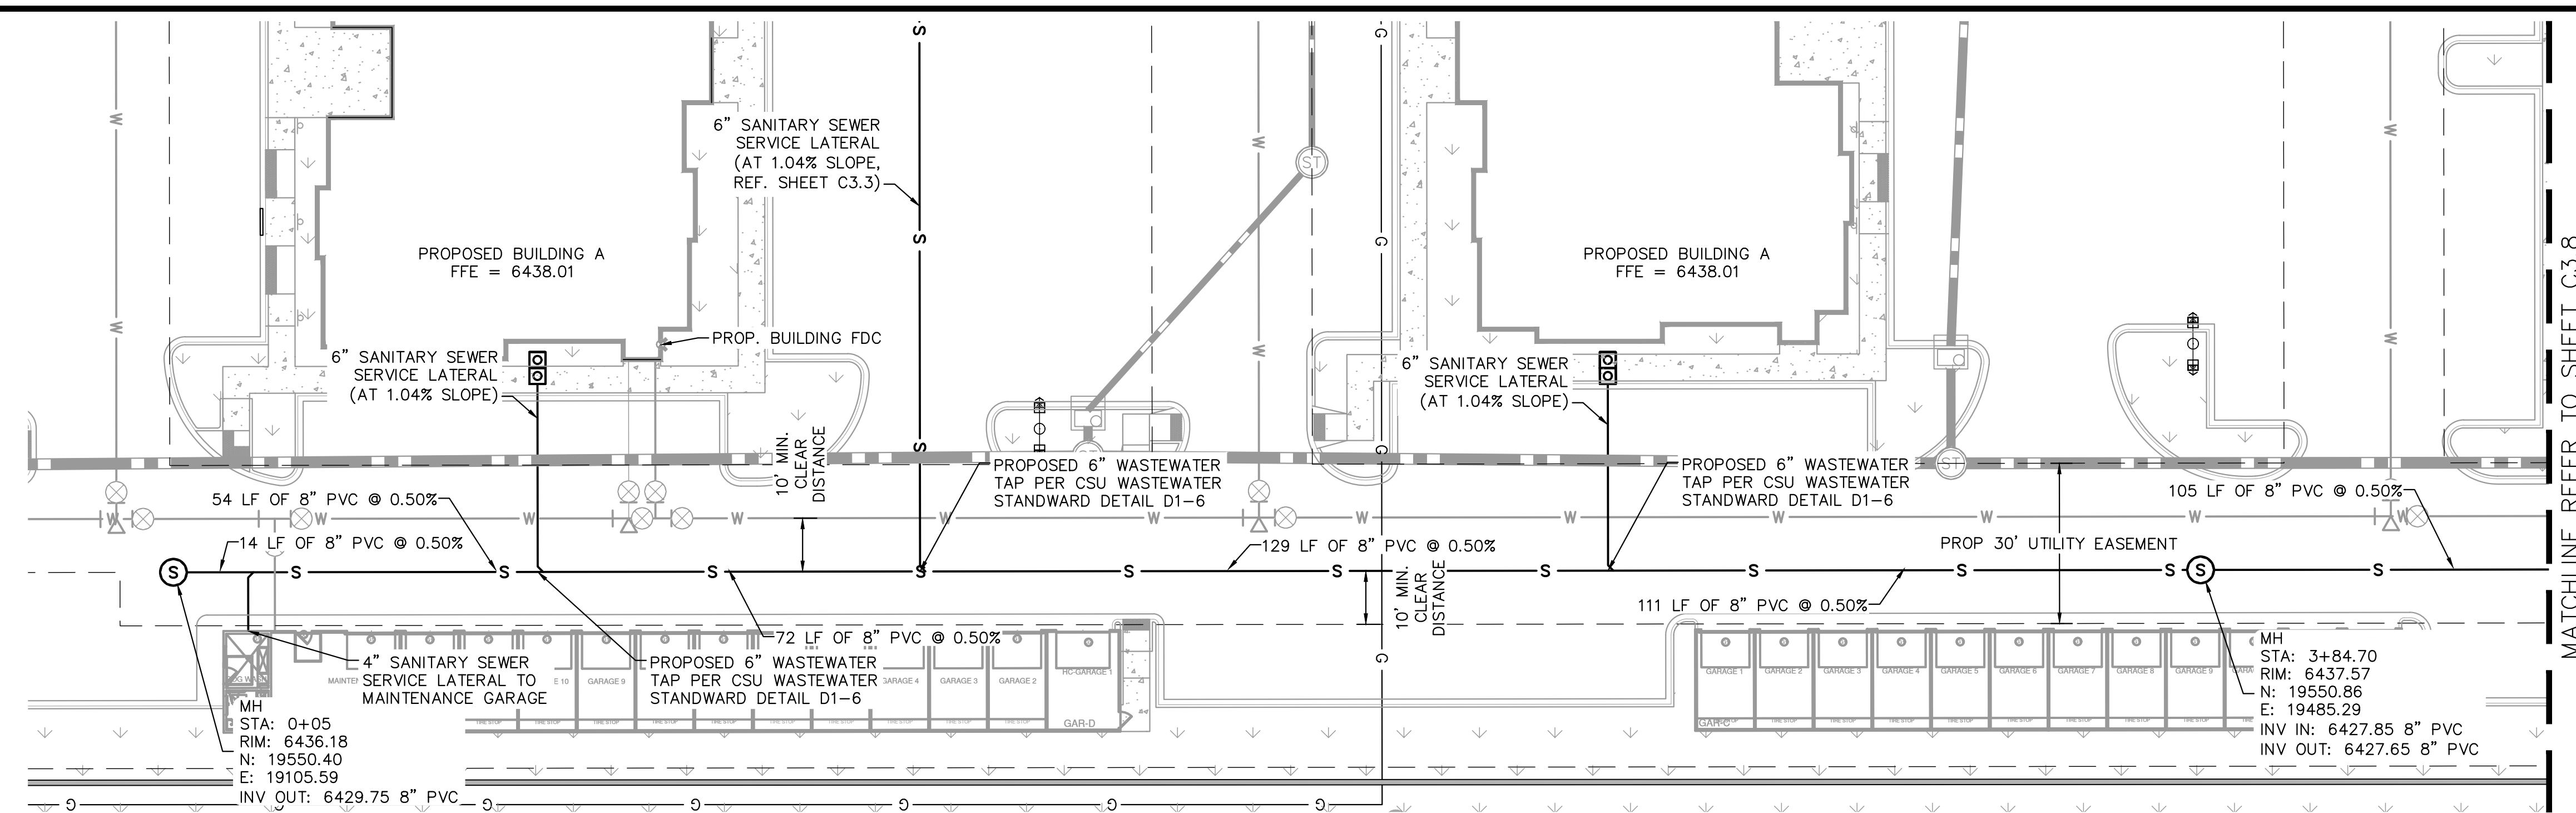 6" SANITARY SEWER
SERVICE LATERAL
(AT 1.04% SLOPE,
REF. SHEET C3.3)
PROPOSED BUILDING A
FFE = 6438.01
PROPOSED BUILDING A
FFE = 6438.01
ST
PROP. BUILDING FDC
6" SANITARY SEWER
SERVICE LATERAL
(AT 1.04% SLOPE)
6" SANITARY SEWER
SERVICE LATERAL
(AT 1.04% SLOPE)
10' MIN.
CLEAR
DISTANCE
PROPOSED 6" WASTEWATER
TAP PER CSU WASTEWATER
STANDWARD DETAIL D1-6
PROPOSED 6" WASTEWATER
TAP PER CSU WASTEWATER
STANDWARD DETAIL D1-6
ST
54 LF OF 8" PVC @ 0.50%
105 LF OF 8" PVC @ 0.50%
14 LF OF 8" PVC @ 0.50%
129 LF OF 8" PVC @ 0.50%
PROP 30' UTILITY EASEMENT
10' MIN.
CLEAR
DISTANCE
111 LF OF 8" PVC @ 0.50%
72 LF OF 8" PVC @ 0.50%
4" SANITARY SEWER
SERVICE LATERAL TO
MAINTENANCE GARAGE
PROPOSED 6" WASTEWATER
TAP PER CSU WASTEWATER
STANDWARD DETAIL D1-6
GARAGE 9
GARAGE 4
GARAGE 3
GARAGE 2
HC-GARAGE 1
GAR-D
GARAGE 1
GARAGE 2
GARAGE 3
GARAGE 4
GARAGE 5
GARAGE 6
GARAGE 7
GARAGE 8
GARAGE 9
GAR-C
TIRE STOP
MH
STA: 0+05
RIM: 6436.18
N: 19550.40
E: 19105.59
INV OUT: 6429.75 8" PVC
MH
STA: 3+84.70
RIM: 6437.57
N: 19550.86
E: 19485.29
INV IN: 6427.85 8" PVC
INV OUT: 6427.65 8" PVC
MATCHLINE REFER TO SHEET C3.8